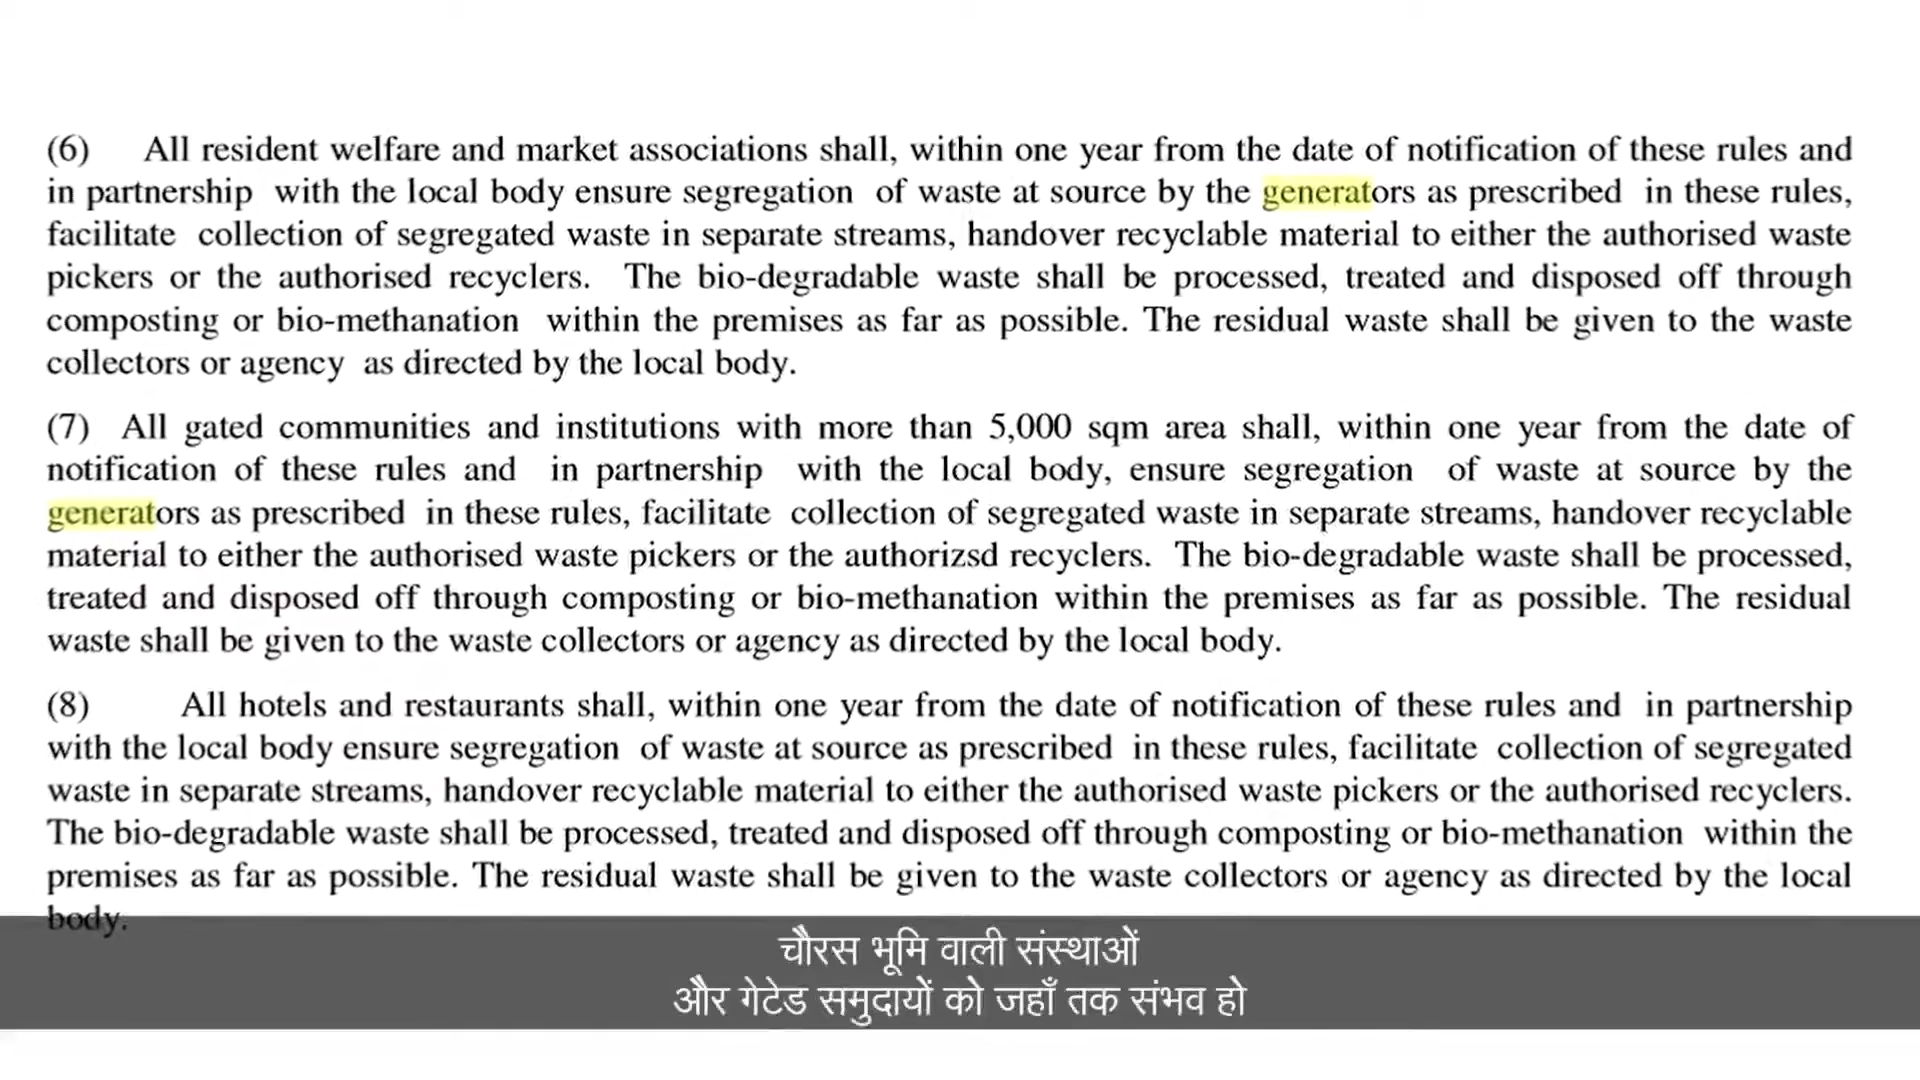 (6) All resident welfare and market associations shall, within one year from the date of notification of these rules and
in partnership with the local body ensure segregation of waste at source by the generators as prescribed in these rules,
facilitate collection of segregated waste in separate streams, handover recyclable material to either the authorised waste
pickers or the authorised recyclers. The bio-degradable waste shall be processed, treated and disposed off through
composting or bio-methanation within the premises as far as possible. The residual waste shall be given to the waste
collectors or agency as directed by the local body.
(7) All gated communities and institutions with more than 5,000 sqm area shall, within one year from the date of
notification of these rules and in partnership with the local body, ensure segregation of waste at source by the
generators as prescribed in these rules, facilitate collection of segregated waste in separate streams, handover recyclable
material to either the authorised waste pickers or the authorizsd recyclers. The bio-degradable waste shall be processed,
treated and disposed off through composting or bio-methanation within the premises as far as possible. The residual
waste shall be given to the waste collectors or agency as directed by the local body.
(8) All hotels and restaurants shall, within one year from the date of notification of these rules and in partnership
with the local body ensure segregation of waste at source as prescribed in these rules, facilitate collection of segregated
waste in separate streams, handover recyclable material to either the authorised waste pickers or the authorised recyclers.
The bio-degradable waste shall be processed, treated and disposed off through composting or bio-methanation within the
premises as far as possible. The residual waste shall be given to the waste collectors or agency as directed by the local
body.
चौरस भूमि वाली संस्थाओं
और गेटेड समुदायों को जहाँ तक संभव हो